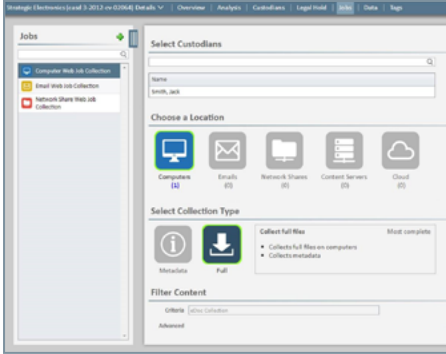 Strategic Electronics (cand 3-2012-cv-02064) Details Overview Analysis Custodians Legal Hold Jobs Data Tags
Jobs
Computer Web Job Collection
Email Web Job Collection
Network Share Web Job
Collection
Select Custodians
Name
Smith, Jack
Choose a Location
Computers
(1)
Emails
(0)
Network Shares
(0)
Content Servers
(0)
Cloud
(0)
Select Collection Type
Metadata
Full
Collect full files Most complete
Collects full files on computers
Collects metadata
Filter Content
Criteria eDisc Collection
Advanced